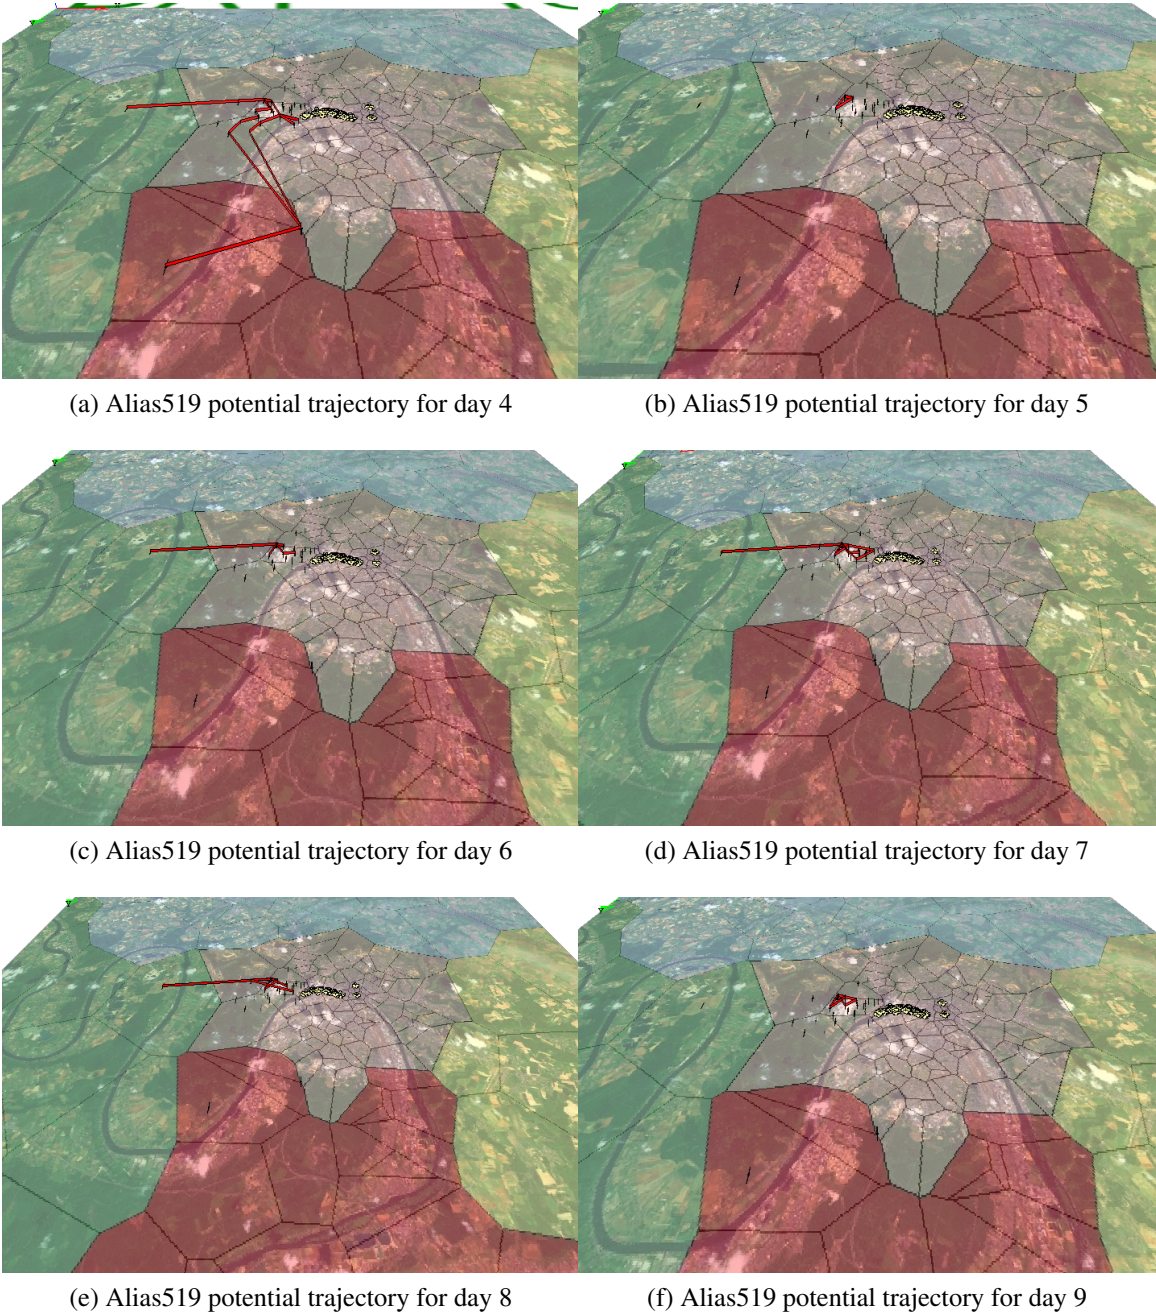 (a) Alias519 potential trajectory for day 4
(b) Alias519 potential trajectory for day 5
(c) Alias519 potential trajectory for day 6
(d) Alias519 potential trajectory for day 7
(e) Alias519 potential trajectory for day 8
(f) Alias519 potential trajectory for day 9